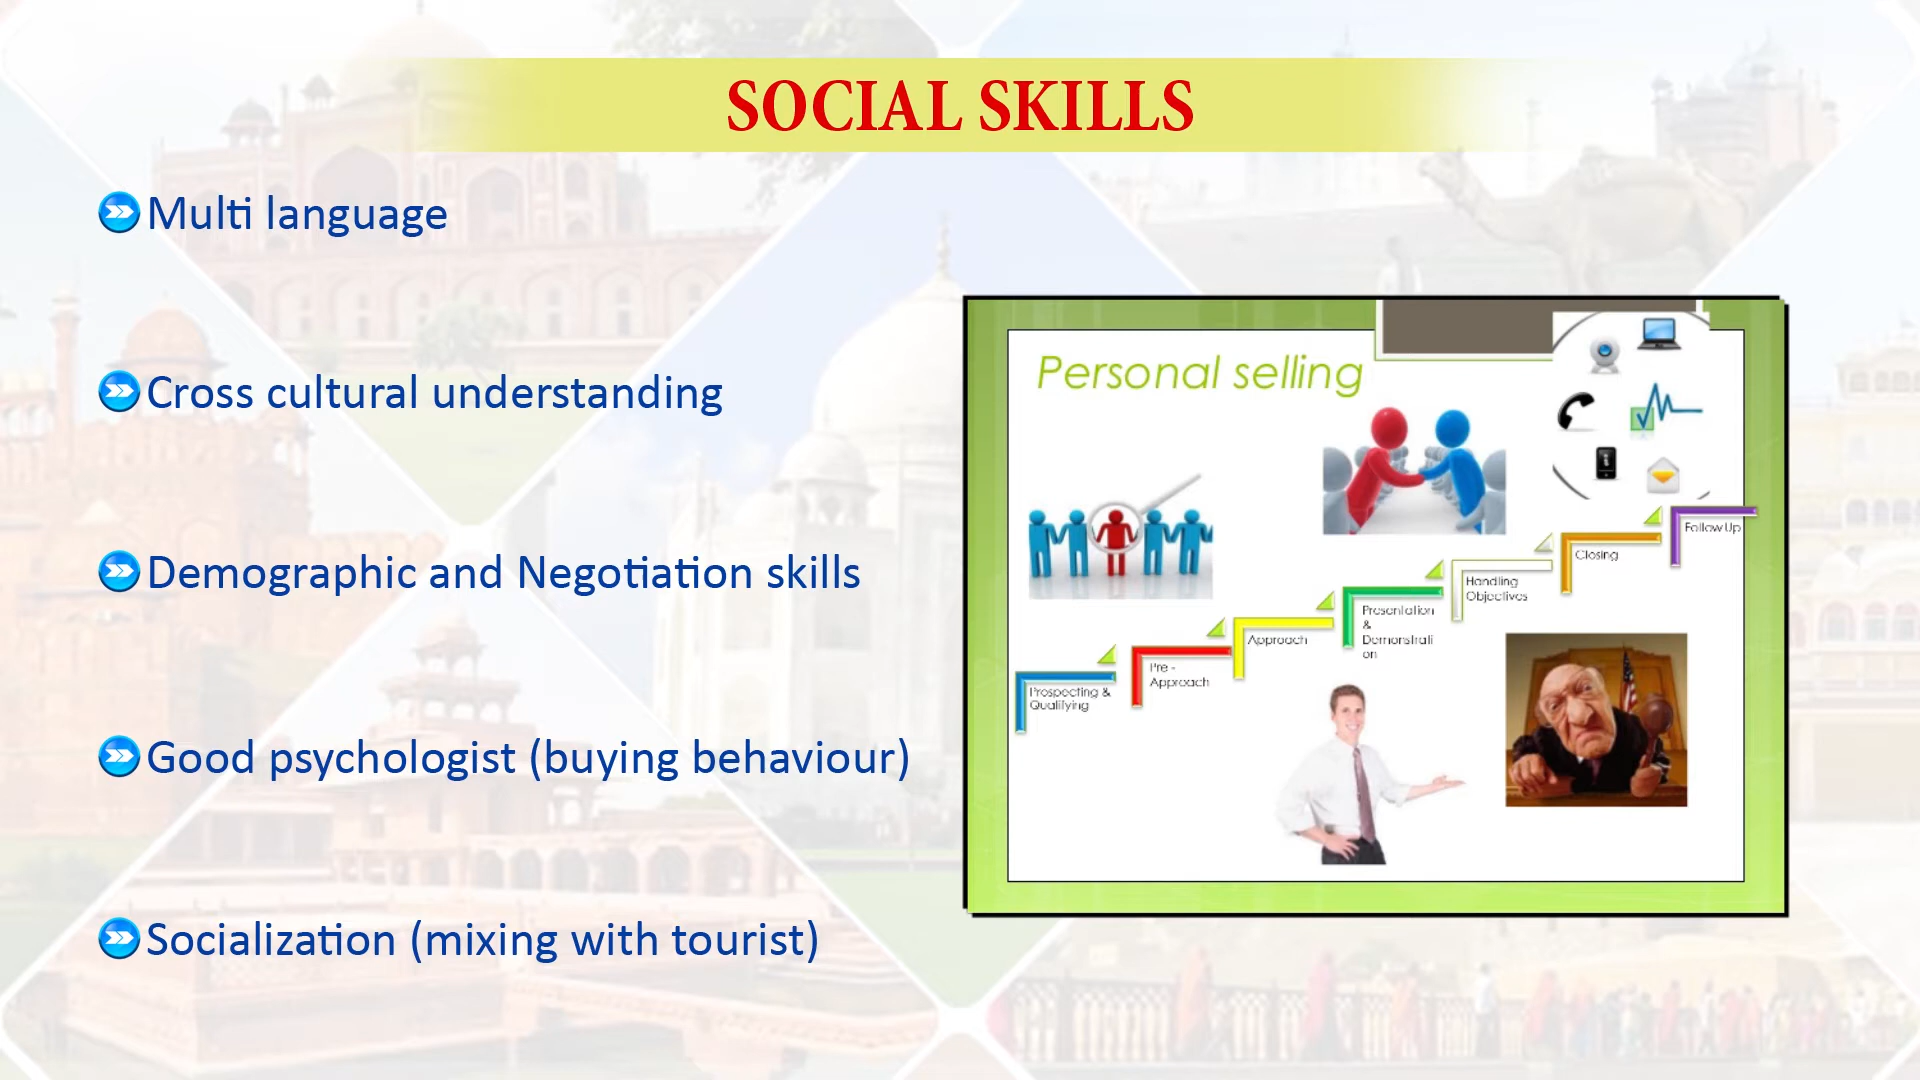 SOCIAL SKILLS
Multi language
Cross cultural understanding
Demographic and Negotiation skills
Good psychologist (buying behaviour)
Socialization (mixing with tourist)
Personal selling
Prospecting &
Qualifying
Pre -
Approach
Approach
Presentation
&
Demonstrati
on
Handling
Objectives
Closing
Follow Up